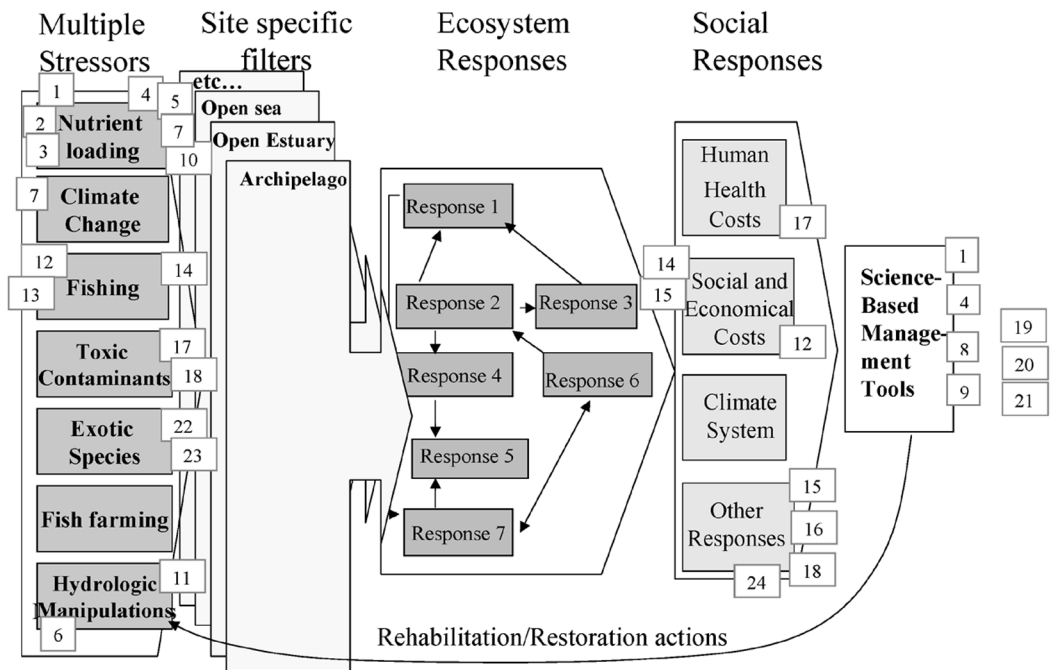 Multiple
Stressors
Site specific
filters
Ecosystem
Responses
Social
Responses
1
4
5
2
3
7
10
Nutrient
loading
7
Climate
Change
12
13
14
Fishing
17
18
Toxic
Contaminants
22
23
Exotic
Species
Fish farming
11
Hydrologic
Manipulations
6
etc…
Open sea
Open Estuary
Archipelago
Response 1
Response 2
Response 3
Response 4
Response 6
Response 5
Response 7
Human
Health
Costs
17
14
15
Social and
Economical
Costs
12
Climate
System
Other
Responses
15
16
18
24
Science-
Based
Manage-
ment
Tools
1
4
8
9
19
20
21
Rehabilitation/Restoration actions